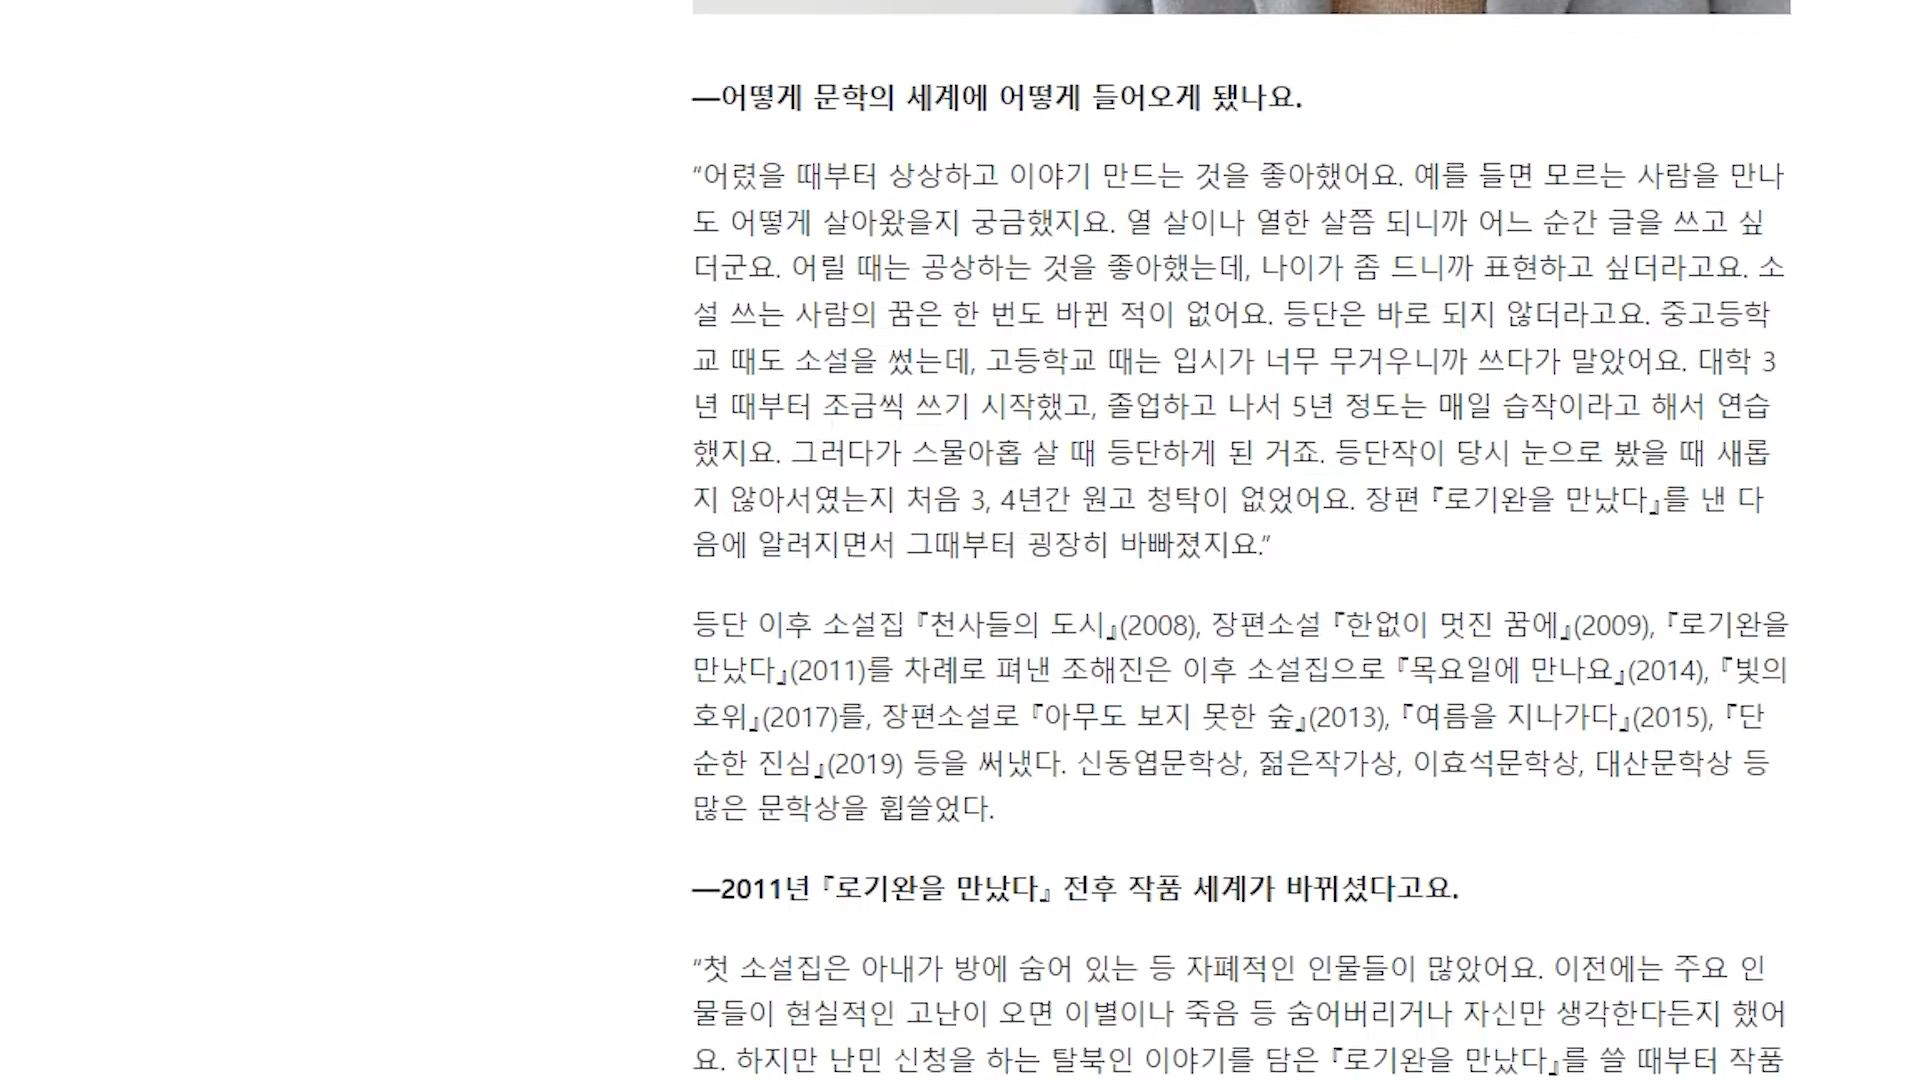 —어떻게 문학의 세계에 어떻게 들어오게 됐나요.
“어렸을 때부터 상상하고 이야기 만드는 것을 좋아했어요. 예를 들면 모르는 사람을 만나
도 어떻게 살아왔을지 궁금했지요. 열 살이나 열한 살쯤 되니까 어느 순간 글을 쓰고 싶
더군요. 어릴 때는 공상하는 것을 좋아했는데, 나이가 좀 드니까 표현하고 싶더라고요. 소
설 쓰는 사람의 꿈은 한 번도 바뀐 적이 없어요. 등단은 바로 되지 않더라고요. 중고등학
교 때도 소설을 썼는데, 고등학교 때는 입시가 너무 무거우니까 쓰다가 말았어요. 대학 3
년 때부터 조금씩 쓰기 시작했고, 졸업하고 나서 5년 정도는 매일 습작이라고 해서 연습
했지요. 그러다가 스물아홉 살 때 등단하게 된 거죠. 등단작이 당시 눈으로 봤을 때 새롭
지 않아서였는지 처음 3, 4년간 원고 청탁이 없었어요. 장편 『로기완을 만났다』를 낸 다
음에 알려지면서 그때부터 굉장히 바빠졌지요.”
등단 이후 소설집 『천사들의 도시』(2008), 장편소설 『한없이 멋진 꿈에』(2009), 『로기완을
만났다』(2011)를 차례로 펴낸 조해진은 이후 소설집으로 『목요일에 만나요』(2014), 『빛의
호위』(2017)를, 장편소설로 『아무도 보지 못한 숲』(2013), 『여름을 지나가다』(2015), 『단
순한 진심』(2019) 등을 써냈다. 신동엽문학상, 젊은작가상, 이효석문학상, 대산문학상 등
많은 문학상을 휩쓸었다.
—2011년 『로기완을 만났다』 전후 작품 세계가 바뀌셨다고요.
“첫 소설집은 아내가 방에 숨어 있는 등 자폐적인 인물들이 많았어요. 이전에는 주요 인
물들이 현실적인 고난이 오면 이별이나 죽음 등 숨어버리거나 자신만 생각한다든지 했어
요. 하지만 난민 신청을 하는 탈북인 이야기를 담은 『로기완을 만났다』를 쓸 때부터 작품